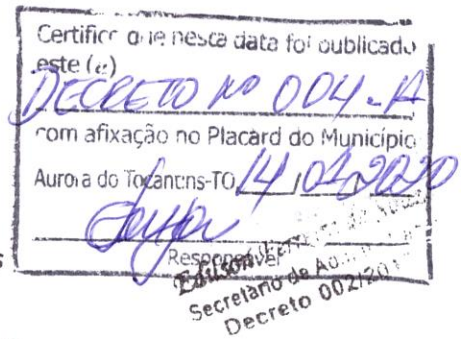 Certifico que nesta data foi publicado
este (a)
DECRETO Nº 004-A
com afixação no Placard do Município
Aurora do Tocantins-TO, 14 / 01 / 2020
Responsável
Secretário de
Decreto 002/20
s